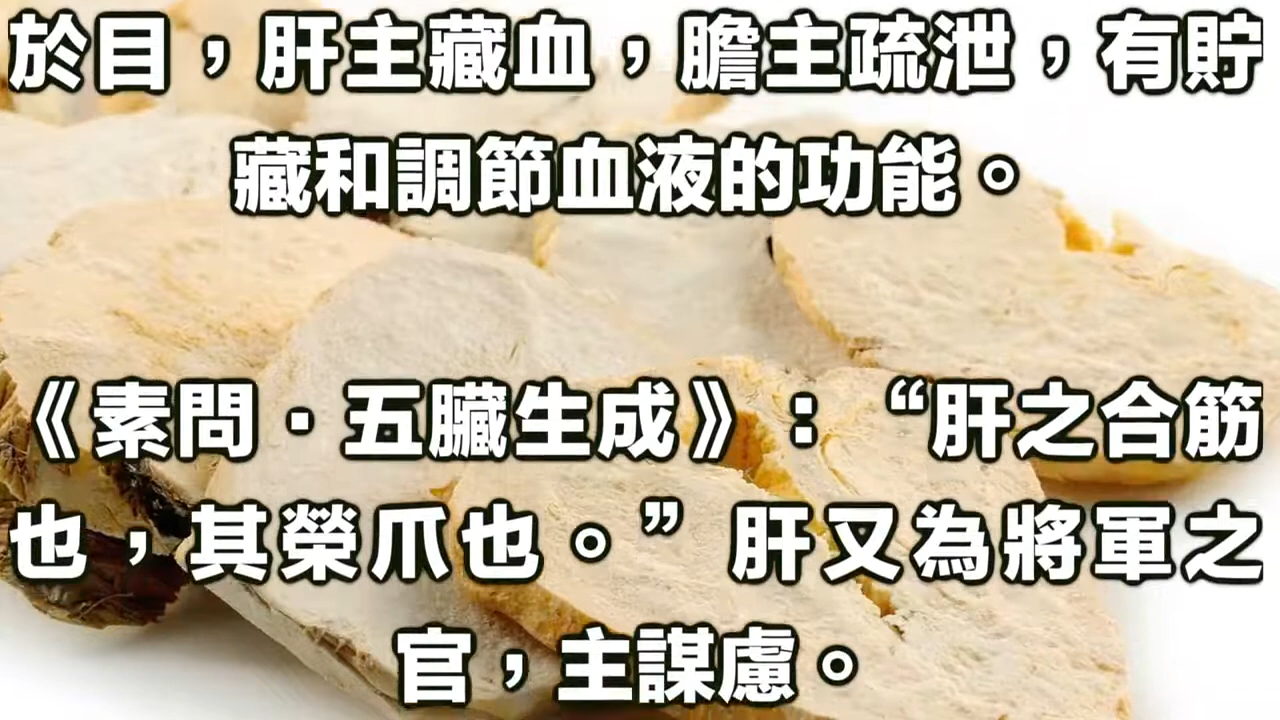 於目，肝主藏血，膽主疏泄，有貯
藏和調節血液的功能。
《素問·五臟生成》：“肝之合筋
也，其榮爪也。”肝又為將軍之
官，主謀慮。